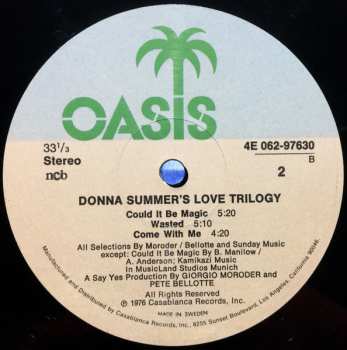 OASIS
33 1/3
Stereo
ncb
4E 062-97630
B
2
DONNA SUMMER'S LOVE TRILOGY
Could It Be Magic 5:20
Wasted 5:10
Come With Me 4:20
All Selections By Moroder / Bellotte and Sunday Music
except: Could It Be Magic By B. Manilow /
A. Anderson; Kamikazi Music
In MusicLand Studios Munich
A Say Yes Production By GIORGIO MORODER and
PETE BELLOTTE
All Rights Reserved
℗ 1976 Casablanca Records, Inc.
MADE IN SWEDEN
Manufactured and Distributed by Casablanca Records, Inc., 8255 Sunset Boulevard, Los Angeles, California 90046.